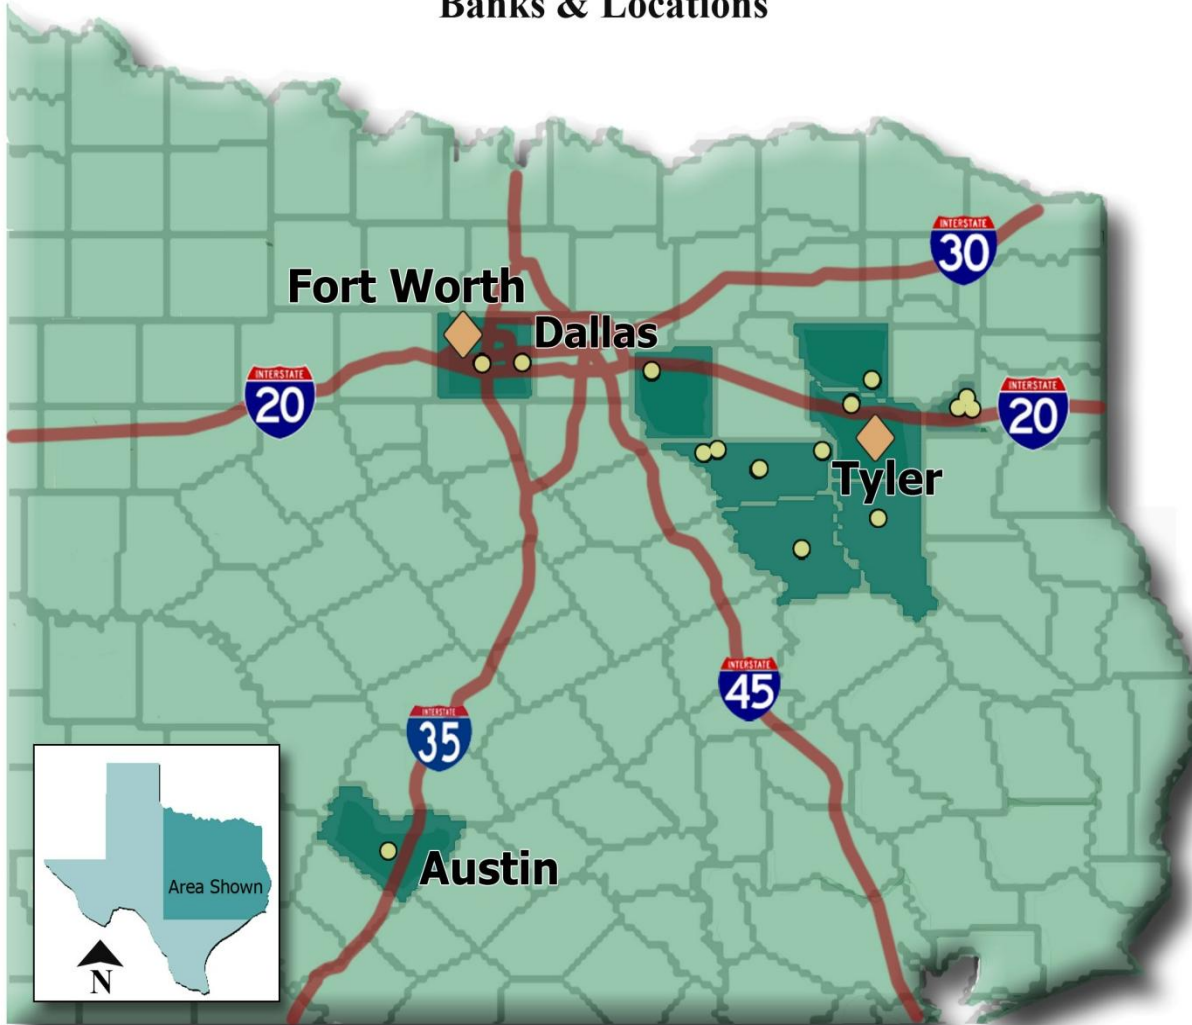 Banks & Locations
INTERSTATE
30
Fort Worth
Dallas
INTERSTATE
20
INTERSTATE
20
Tyler
INTERSTATE
45
INTERSTATE
35
Austin
Area Shown
N